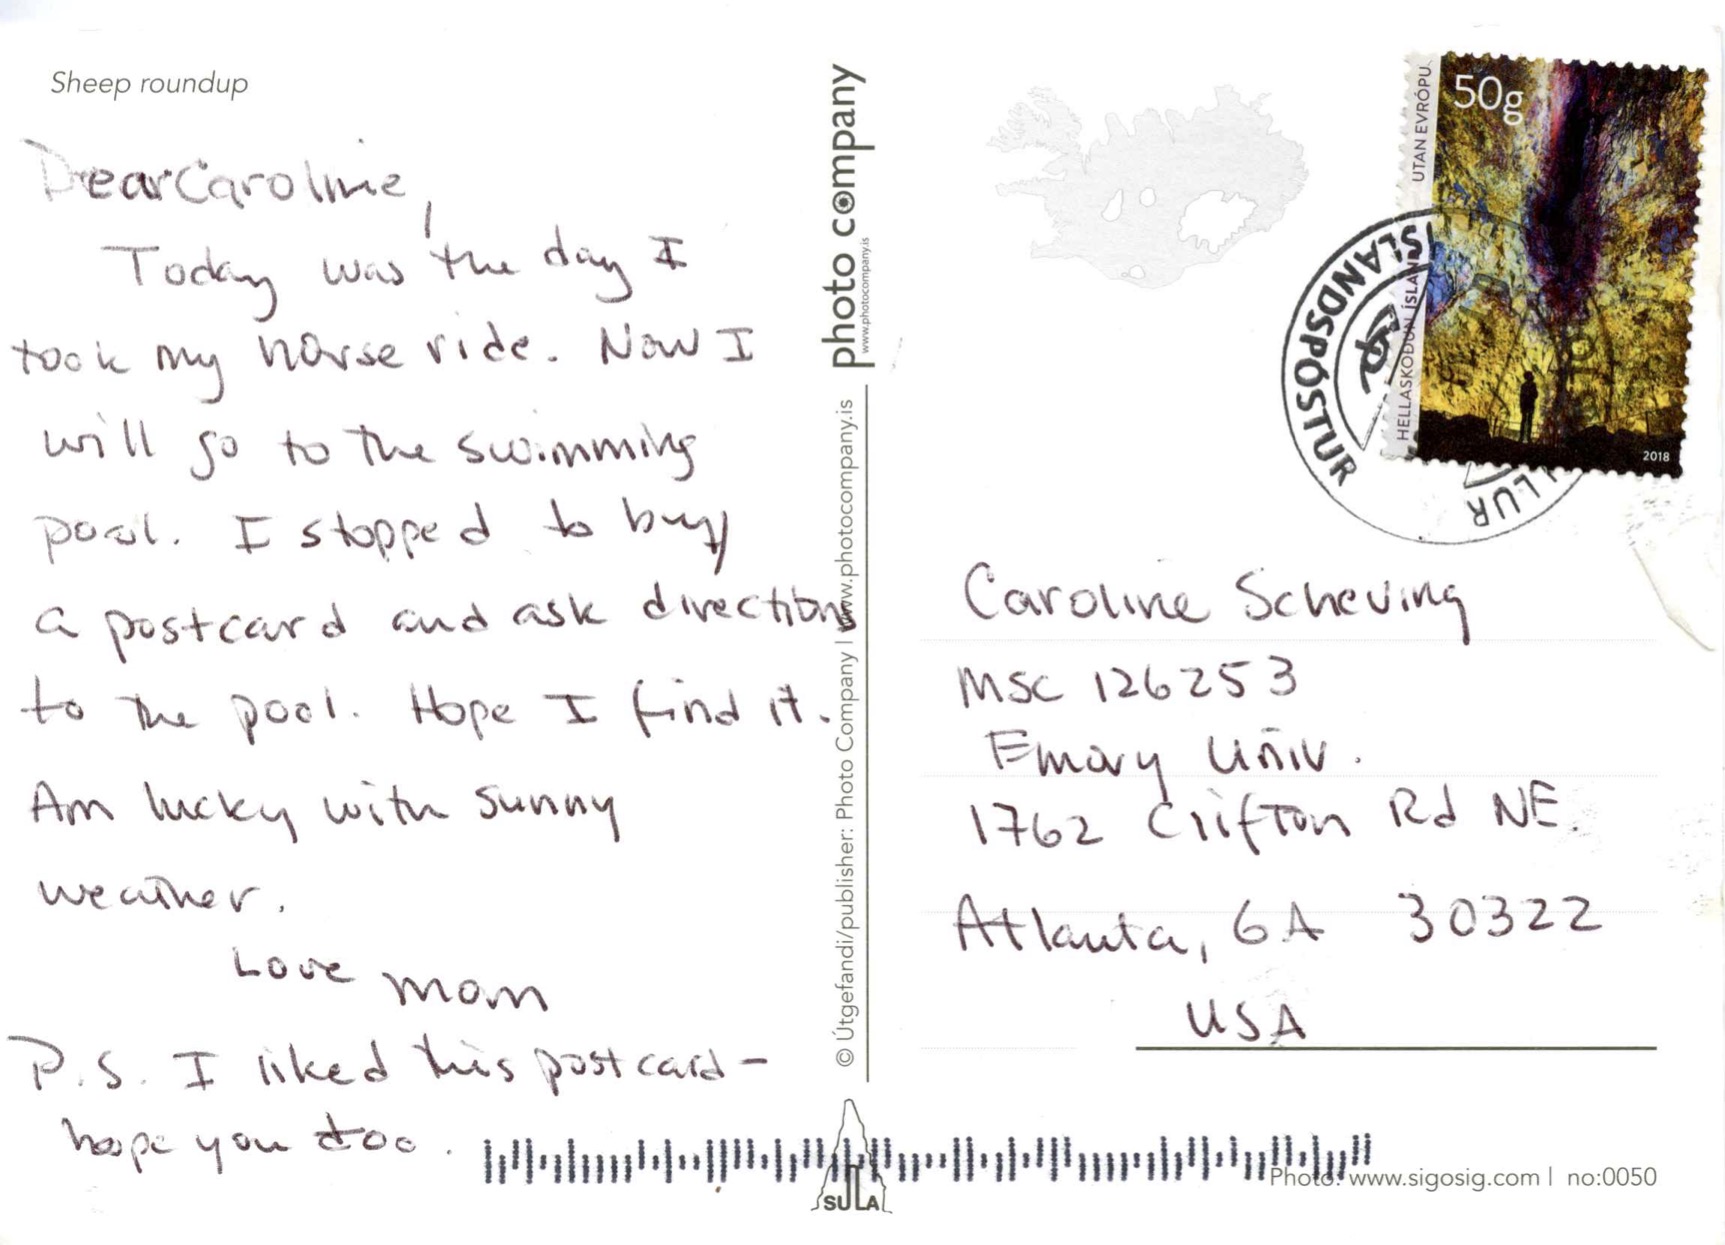 Sheep roundup
Dear Caroline,
Today was the day I
took my horse ride. Now I
will go to the swimming
pool. I stopped to buy
a postcard and ask directions
to the pool. Hope I find it.
Am lucky with sunny
weather.
Love Mom
P.S. I liked this postcard –
hope you too.
photo company
www.photocompany.is
© Útgefandi/publisher: Photo Company | www.photocompany.is
SULA
50g
UTAN EVRÓPU
HELLASKOÐUN ÍSLAND
2018
ÍSLANDSPÓSTUR
Caroline Scheving
MSC 126253
Emory Univ.
1762 Clifton Rd NE.
Atlanta, GA 30322
USA
Photo: www.sigosig.com | no:0050